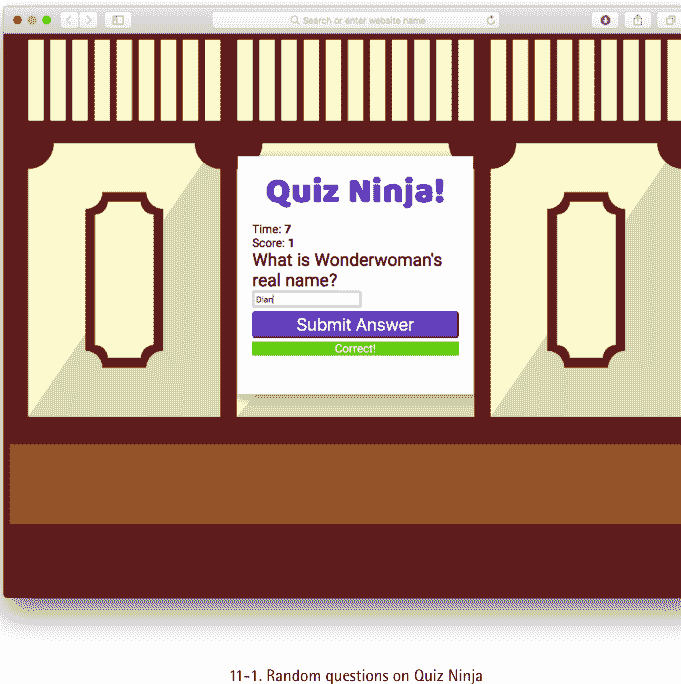 Search or enter website name
Quiz Ninja!
Time: 7
Score: 1
What is Wonderwoman's
real name?
Dian
Submit Answer
Correct!
11-1. Random questions on Quiz Ninja